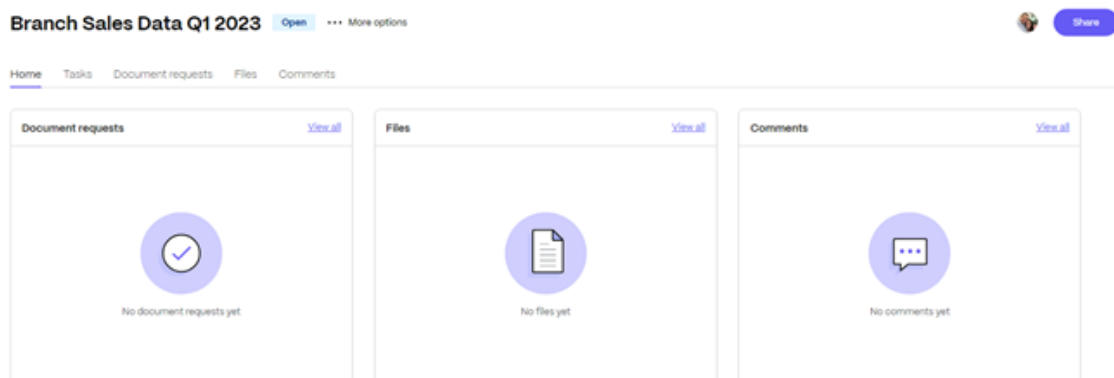 Branch Sales Data Q1 2023 Open ••• More options Share
Home Tasks Document requests Files Comments
Document requests View all Files View all Comments View all
No document requests yet No files yet No comments yet